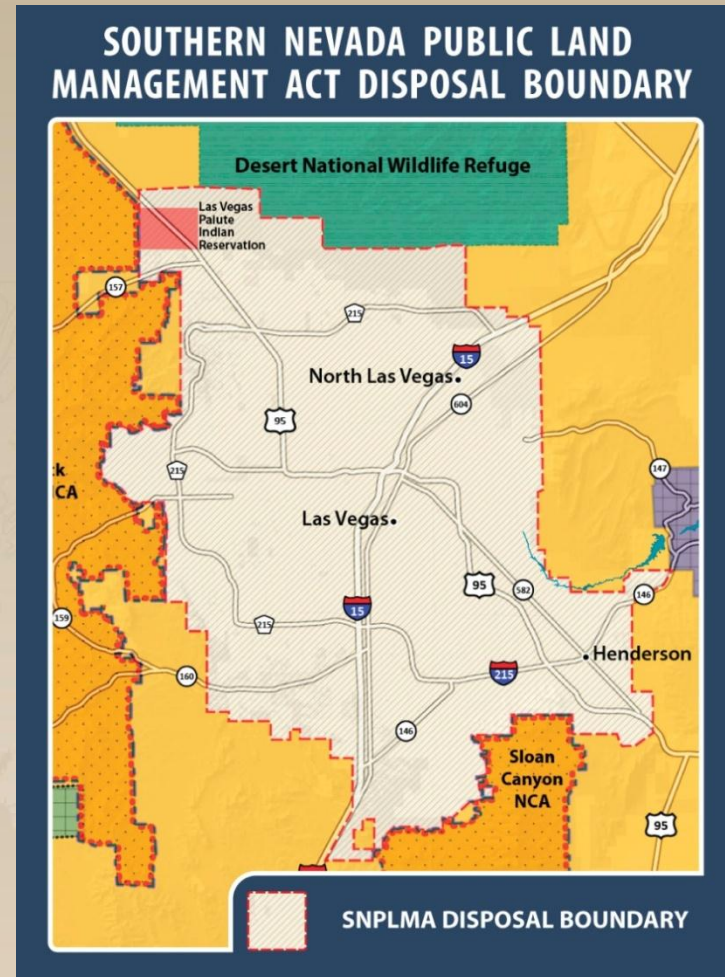 SOUTHERN NEVADA PUBLIC LAND
MANAGEMENT ACT DISPOSAL BOUNDARY
Desert National Wildlife Refuge
Las Vegas
Paiute
Indian
Reservation
157
215
15
North Las Vegas
604
95
147
215
CA
Las Vegas
95
582
146
15
159
215
Henderson
160
215
146
Sloan
Canyon
NCA
95
SNPLMA DISPOSAL BOUNDARY